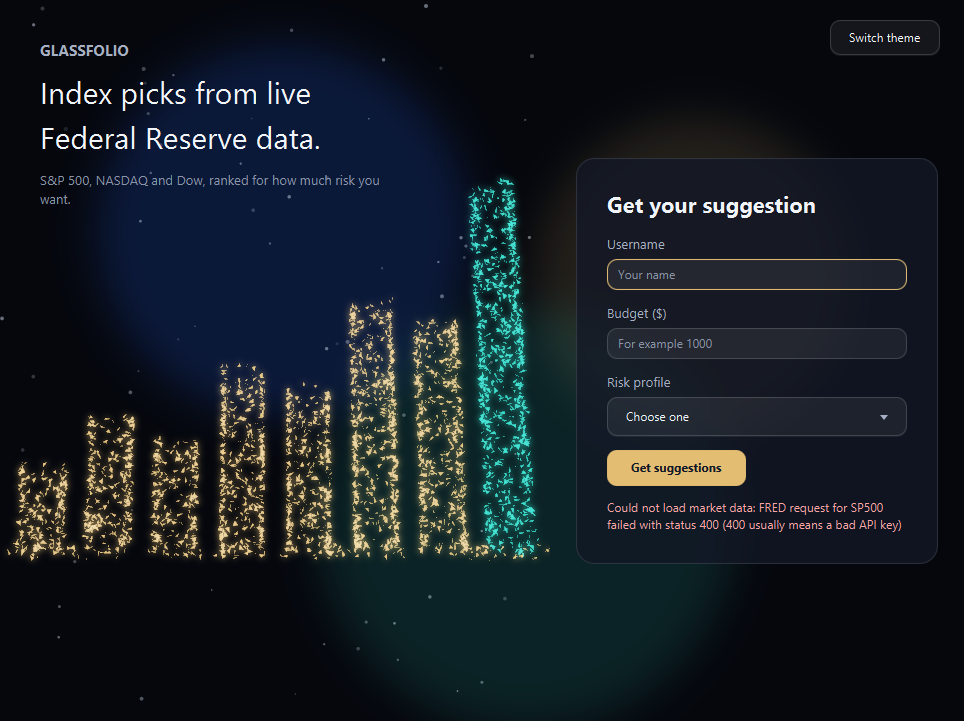 GLASSFOLIO
Switch theme
Index picks from live
Federal Reserve data.
S&P 500, NASDAQ and Dow, ranked for how much risk you
want.
Get your suggestion
Username
Your name
Budget ($)
For example 1000
Risk profile
Choose one
Get suggestions
Could not load market data: FRED request for SP500
failed with status 400 (400 usually means a bad API key)